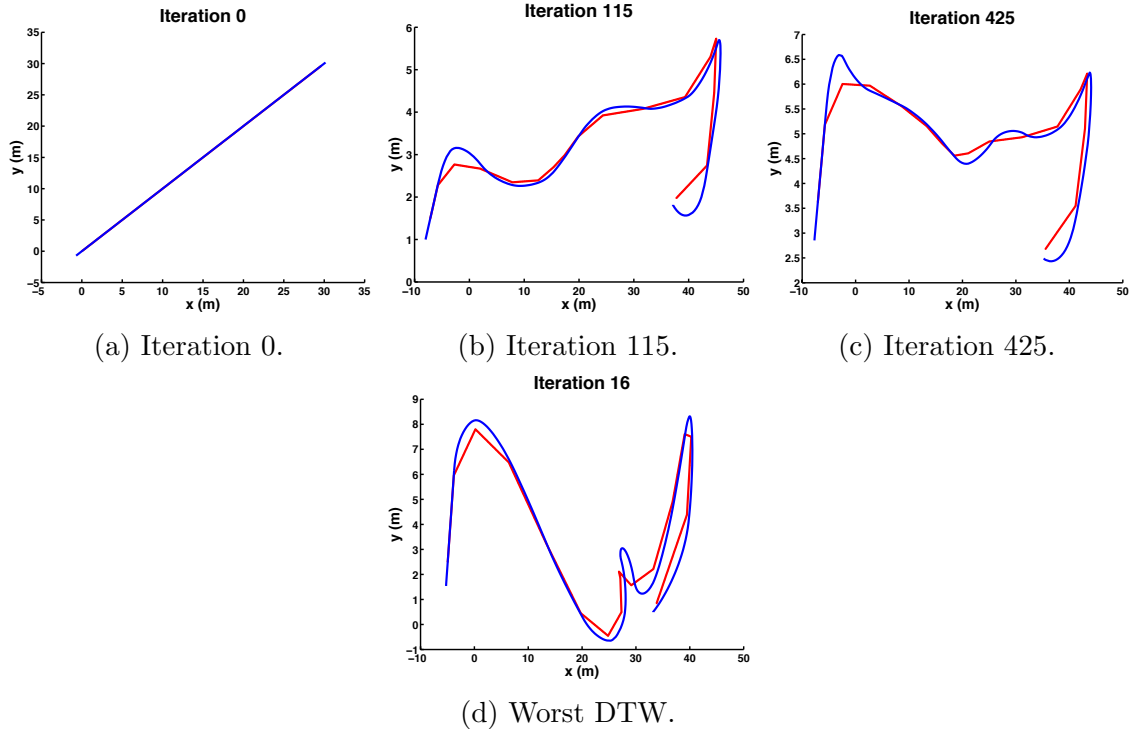 Iteration 0
35
30
25
20
15
10
5
0
−5
y (m)
−5 0 5 10 15 20 25 30 35
x (m)
(a) Iteration 0.
Iteration 115
6
5
4
3
2
1
0
y (m)
−10 0 10 20 30 40 50
x (m)
(b) Iteration 115.
Iteration 425
7
6.5
6
5.5
5
4.5
4
3.5
3
2.5
2
y (m)
−10 0 10 20 30 40 50
x (m)
(c) Iteration 425.
Iteration 16
9
8
7
6
5
4
3
2
1
0
−1
y (m)
−10 0 10 20 30 40 50
x (m)
(d) Worst DTW.